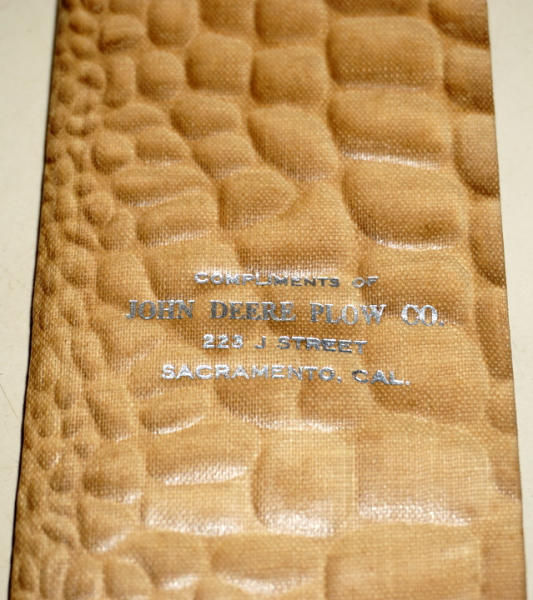 COMPLIMENTS OF
JOHN DEERE PLOW CO.
223 J STREET
SACRAMENTO, CAL.